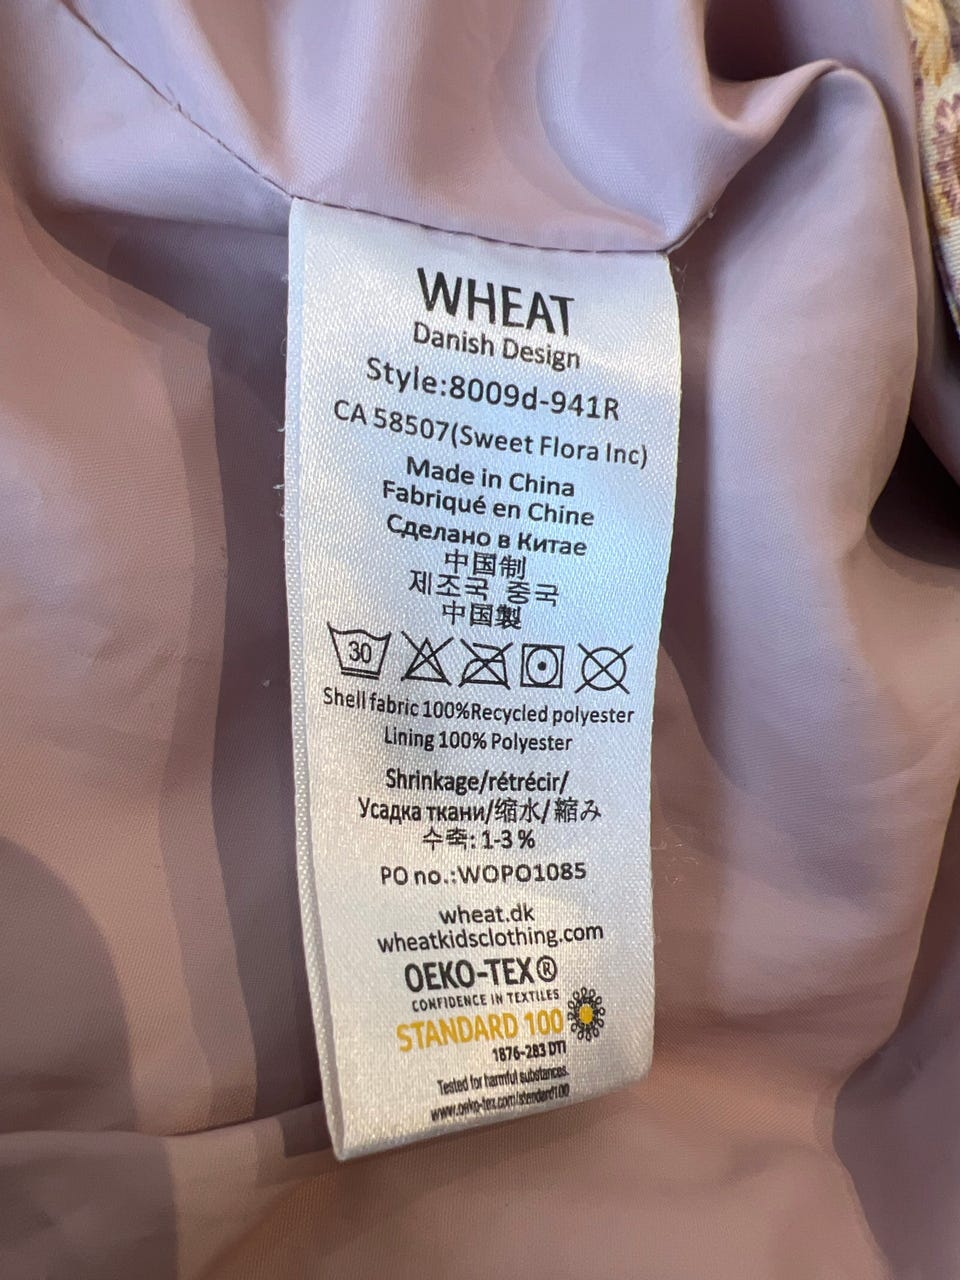 WHEAT
Danish Design
Style:8009d-941R
CA 58507(Sweet Flora Inc)
Made in China
Fabriqué en Chine
Сделано в Китае
中国制
제조국 중국
中国製
30
Shell fabric 100%Recycled polyester
Lining 100% Polyester
Shrinkage/rétrécir/
Усадка ткани/缩水/縮み
수축: 1-3 %
PO no.:WOPO1085
wheat.dk
wheatkidsclothing.com
OEKO-TEX®
CONFIDENCE IN TEXTILES
STANDARD 100
1876-283 DTI
Tested for harmful substances.
www.oeko-tex.com/standard100